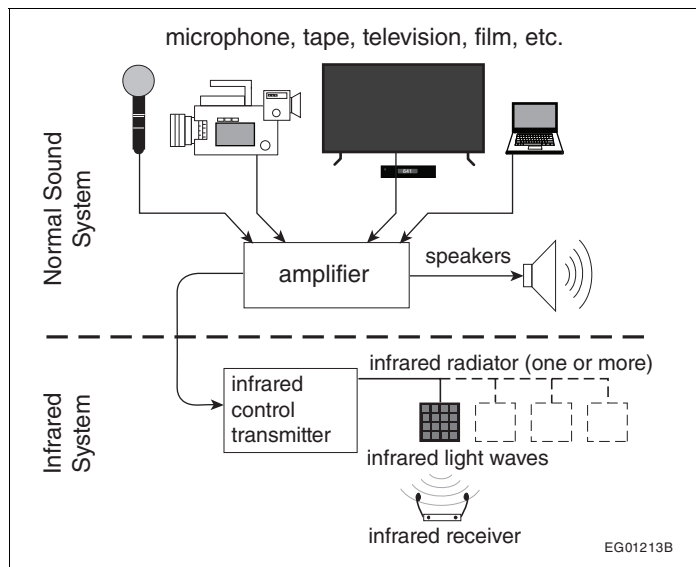 microphone, tape, television, film, etc.
Normal Sound
System
amplifier
speakers
Infrared
System
infrared
control
transmitter
infrared radiator (one or more)
infrared light waves
infrared receiver
EG01213B